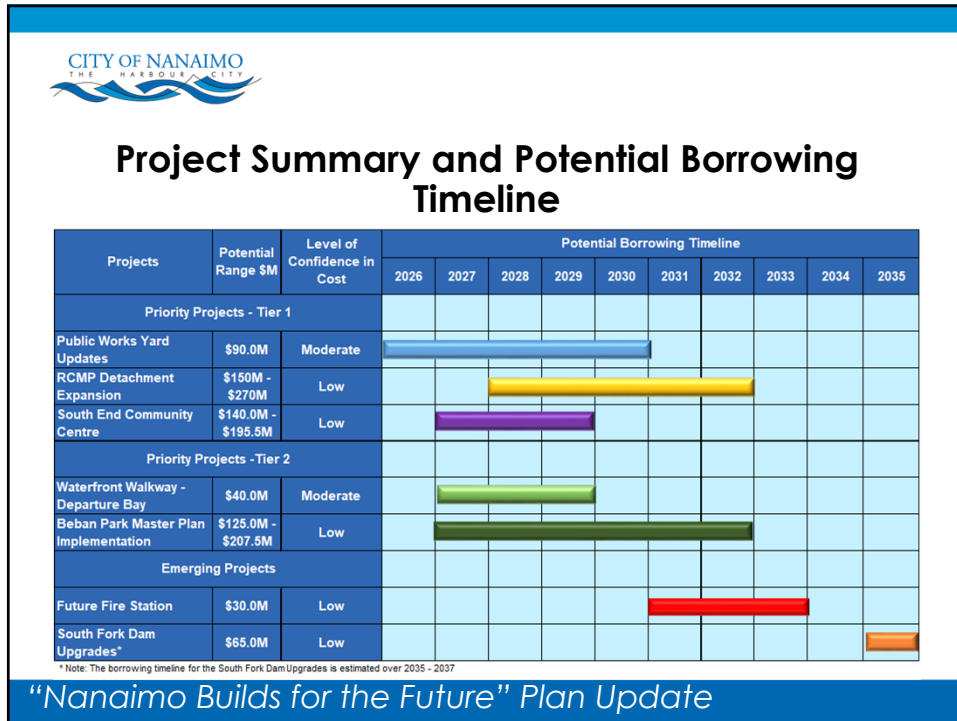 CITY OF NANAIMO
THE HARBOUR CITY
Project Summary and Potential Borrowing
Timeline
Projects
Potential
Range $M
Level of
Confidence in
Cost
Potential Borrowing Timeline
2026 2027 2028 2029 2030 2031 2032 2033 2034 2035
Priority Projects - Tier 1
Public Works Yard
Updates
$90.0M
Moderate
RCMP Detachment
Expansion
$150M -
$270M
Low
South End Community
Centre
$140.0M -
$195.5M
Low
Priority Projects -Tier 2
Waterfront Walkway -
Departure Bay
$40.0M
Moderate
Beban Park Master Plan
Implementation
$125.0M -
$207.5M
Low
Emerging Projects
Future Fire Station
$30.0M
Low
South Fork Dam
Upgrades*
$65.0M
Low
* Note: The borrowing timeline for the South Fork Dam Upgrades is estimated over 2035 - 2037
“Nanaimo Builds for the Future” Plan Update